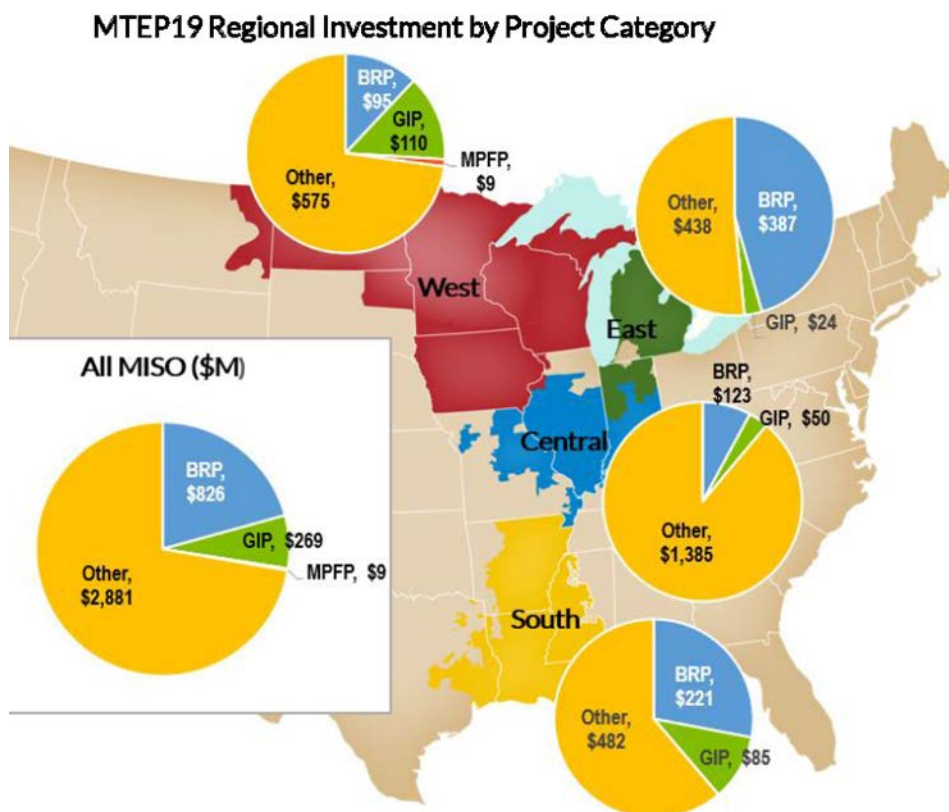 MTEP19 Regional Investment by Project Category
BRP,
$95
GIP,
$110
MPFP,
$9
Other,
$575
Other,
$438
BRP,
$387
GIP, $24
West
East
All MISO ($M)
BRP,
$826
GIP, $269
MPFP, $9
Other,
$2,881
BRP,
$123
GIP, $50
Central
Other,
$1,385
South
BRP,
$221
Other,
$482
GIP, $85